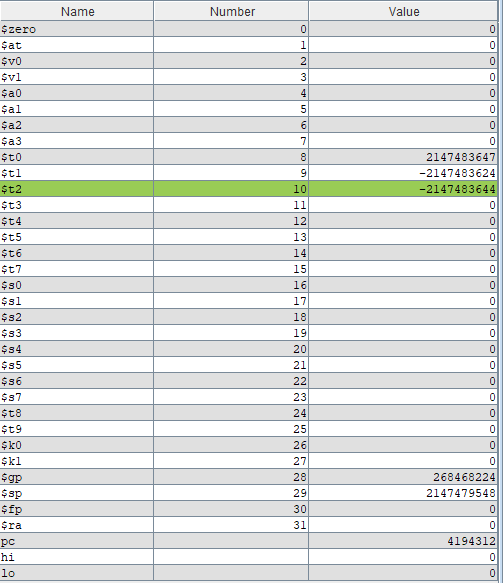 Name Number Value
$zero 0 0
$at 1 0
$v0 2 0
$v1 3 0
$a0 4 0
$a1 5 0
$a2 6 0
$a3 7 0
$t0 8 2147483647
$t1 9 -2147483624
$t2 10 -2147483644
$t3 11 0
$t4 12 0
$t5 13 0
$t6 14 0
$t7 15 0
$s0 16 0
$s1 17 0
$s2 18 0
$s3 19 0
$s4 20 0
$s5 21 0
$s6 22 0
$s7 23 0
$t8 24 0
$t9 25 0
$k0 26 0
$k1 27 0
$gp 28 268468224
$sp 29 2147479548
$fp 30 0
$ra 31 0
pc 4194312
hi 0
lo 0